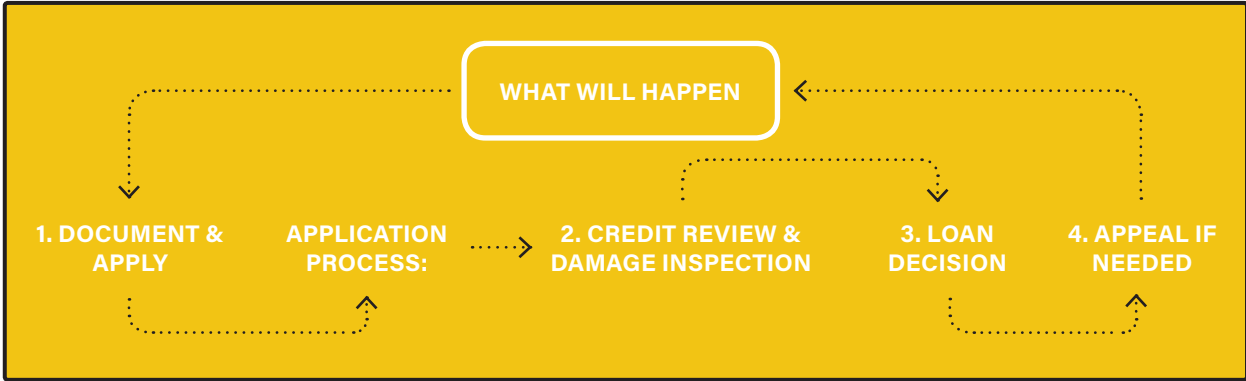 WHAT WILL HAPPEN
1. DOCUMENT &
APPLY
APPLICATION
PROCESS:
2. CREDIT REVIEW &
DAMAGE INSPECTION
3. LOAN
DECISION
4. APPEAL IF
NEEDED